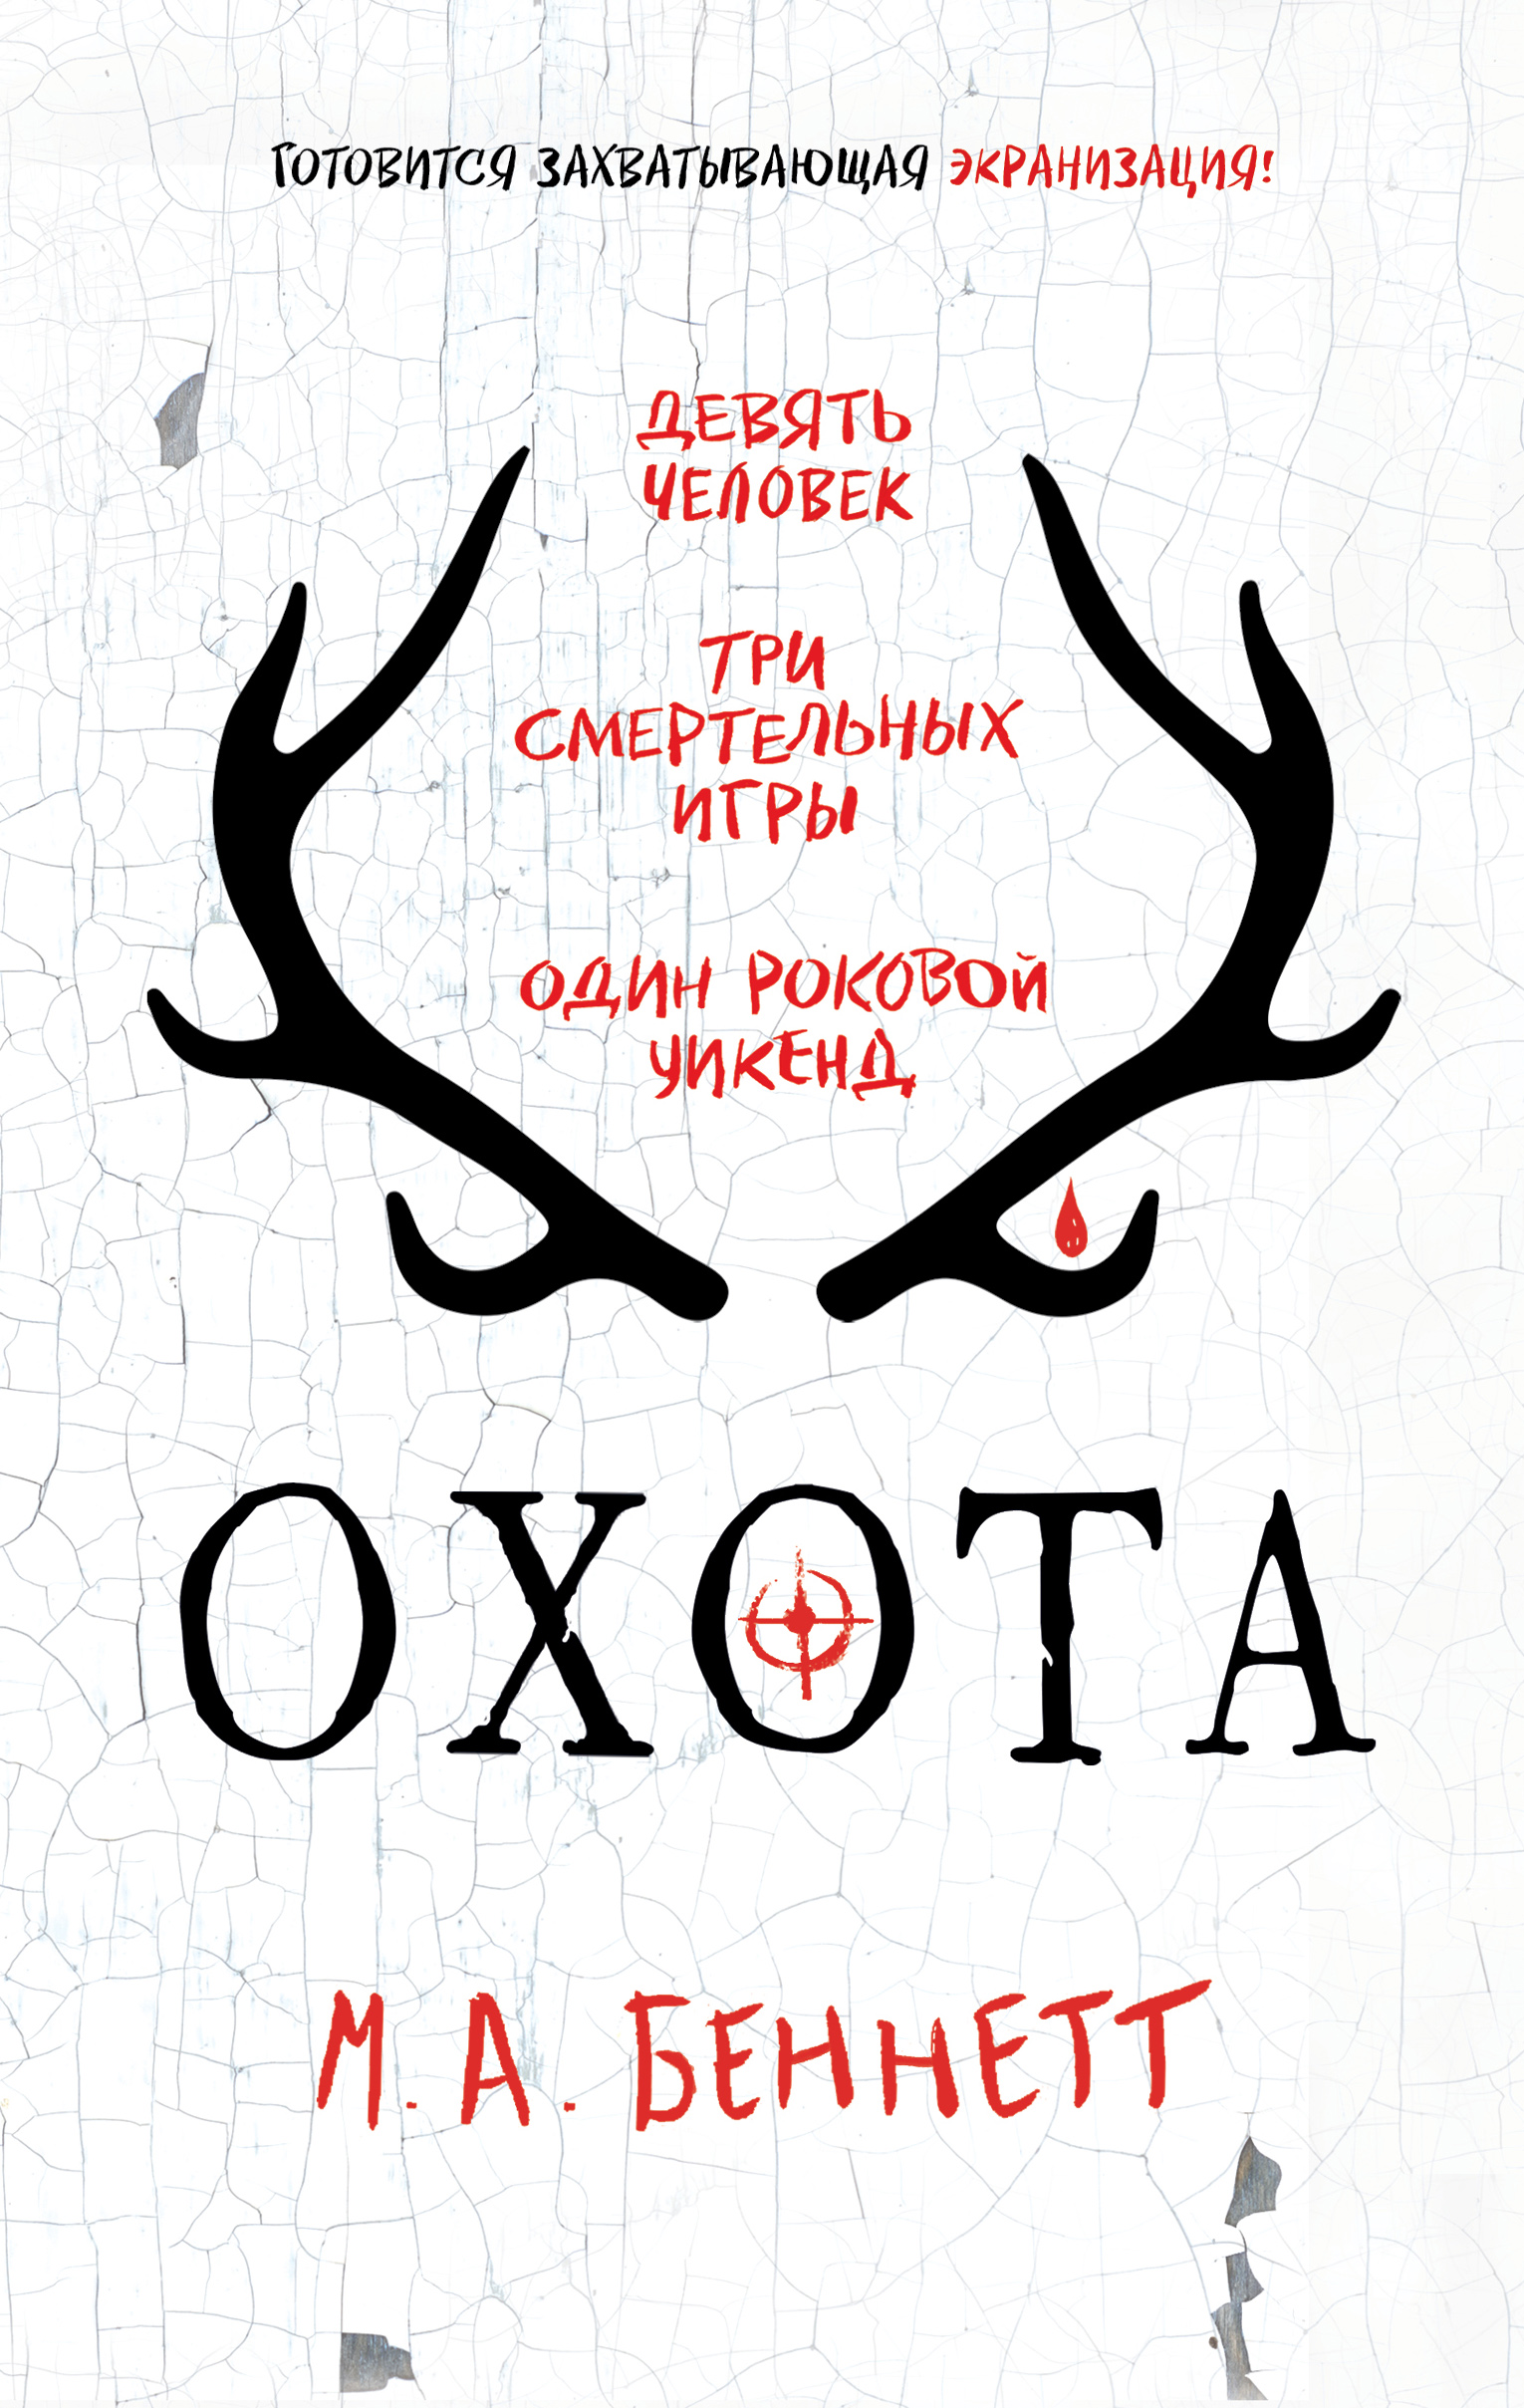 ГОТОВИТСЯ ЗАХВАТЫВАЮЩАЯ ЭКРАНИЗАЦИЯ!
ДЕВЯТЬ
ЧЕЛОВЕК
ТРИ
СМЕРТЕЛЬНЫХ
ИГРЫ
ОДИН РОКОВОЙ
УИКЕНД
ОХОТА
М. А. БЕННЕТТ